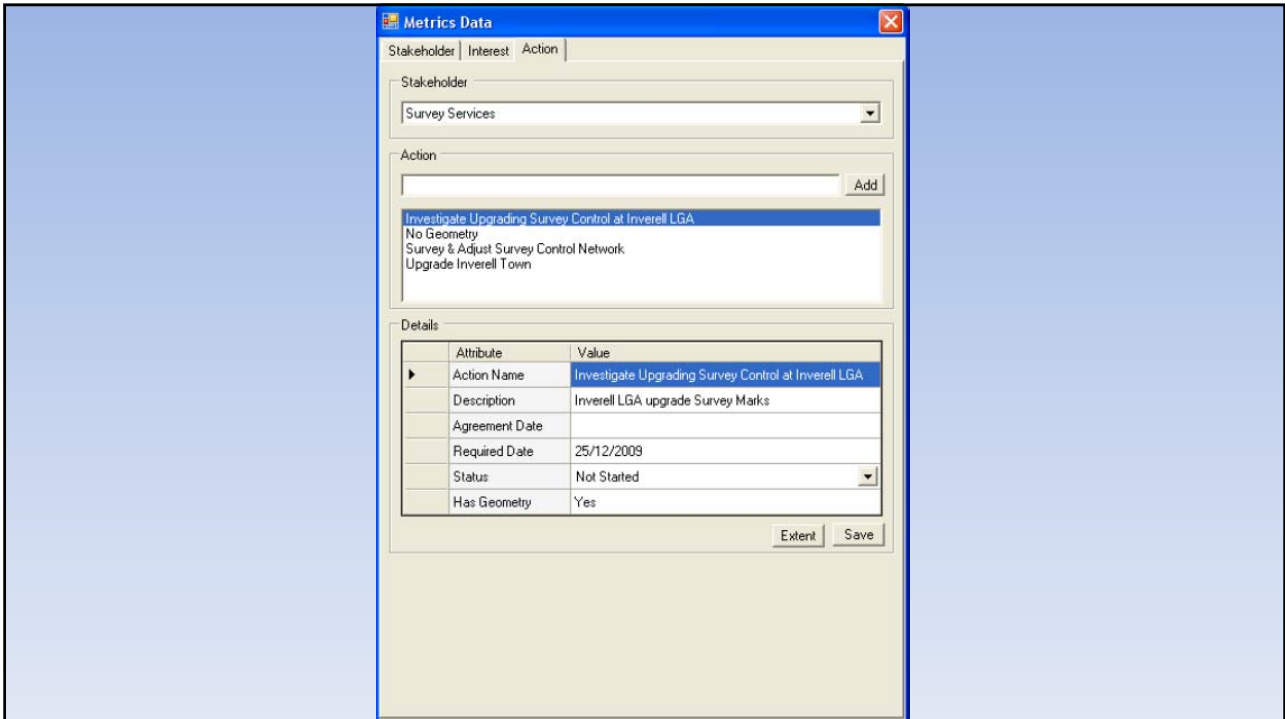 Metrics Data
Stakeholder Interest Action
Stakeholder
Survey Services
Action
Add
Investigate Upgrading Survey Control at Inverell LGA
No Geometry
Survey & Adjust Survey Control Network
Upgrade Inverell Town
Details
Attribute Value
Action Name Investigate Upgrading Survey Control at Inverell LGA
Description Inverell LGA upgrade Survey Marks
Agreement Date
Required Date 25/12/2009
Status Not Started
Has Geometry Yes
Extent Save